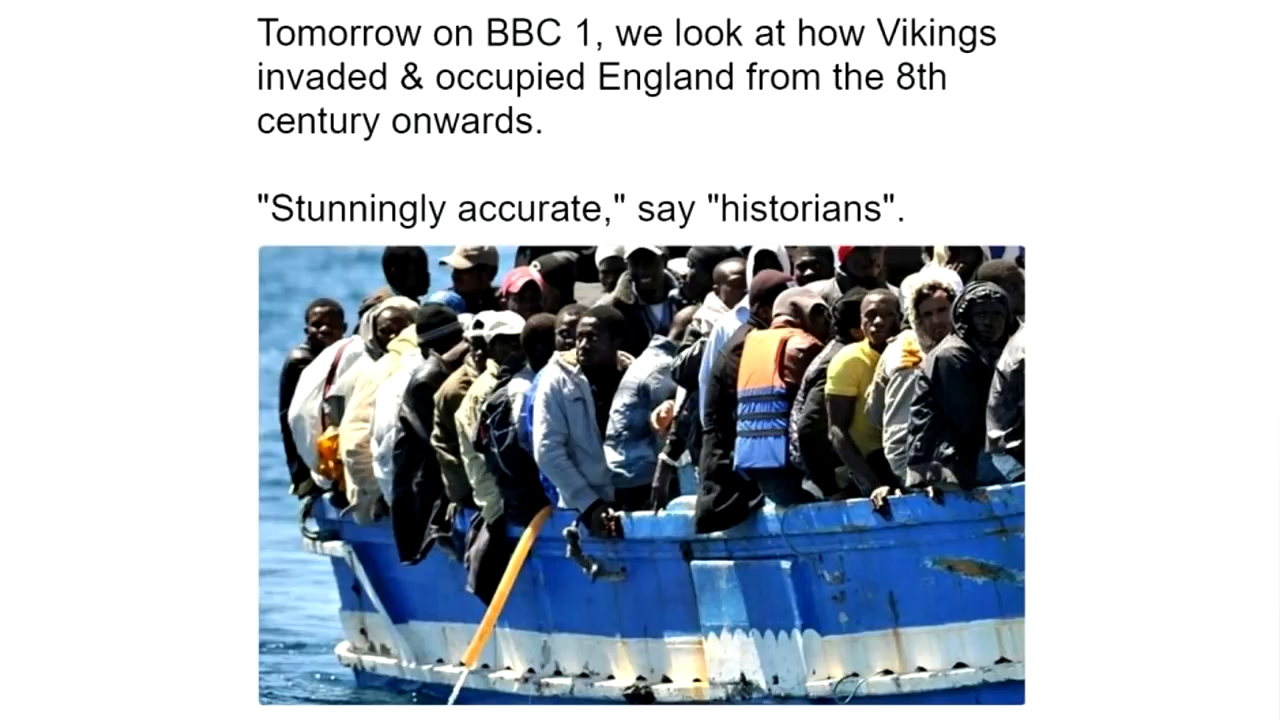 Tomorrow on BBC 1, we look at how Vikings
invaded & occupied England from the 8th
century onwards.
"Stunningly accurate," say "historians".